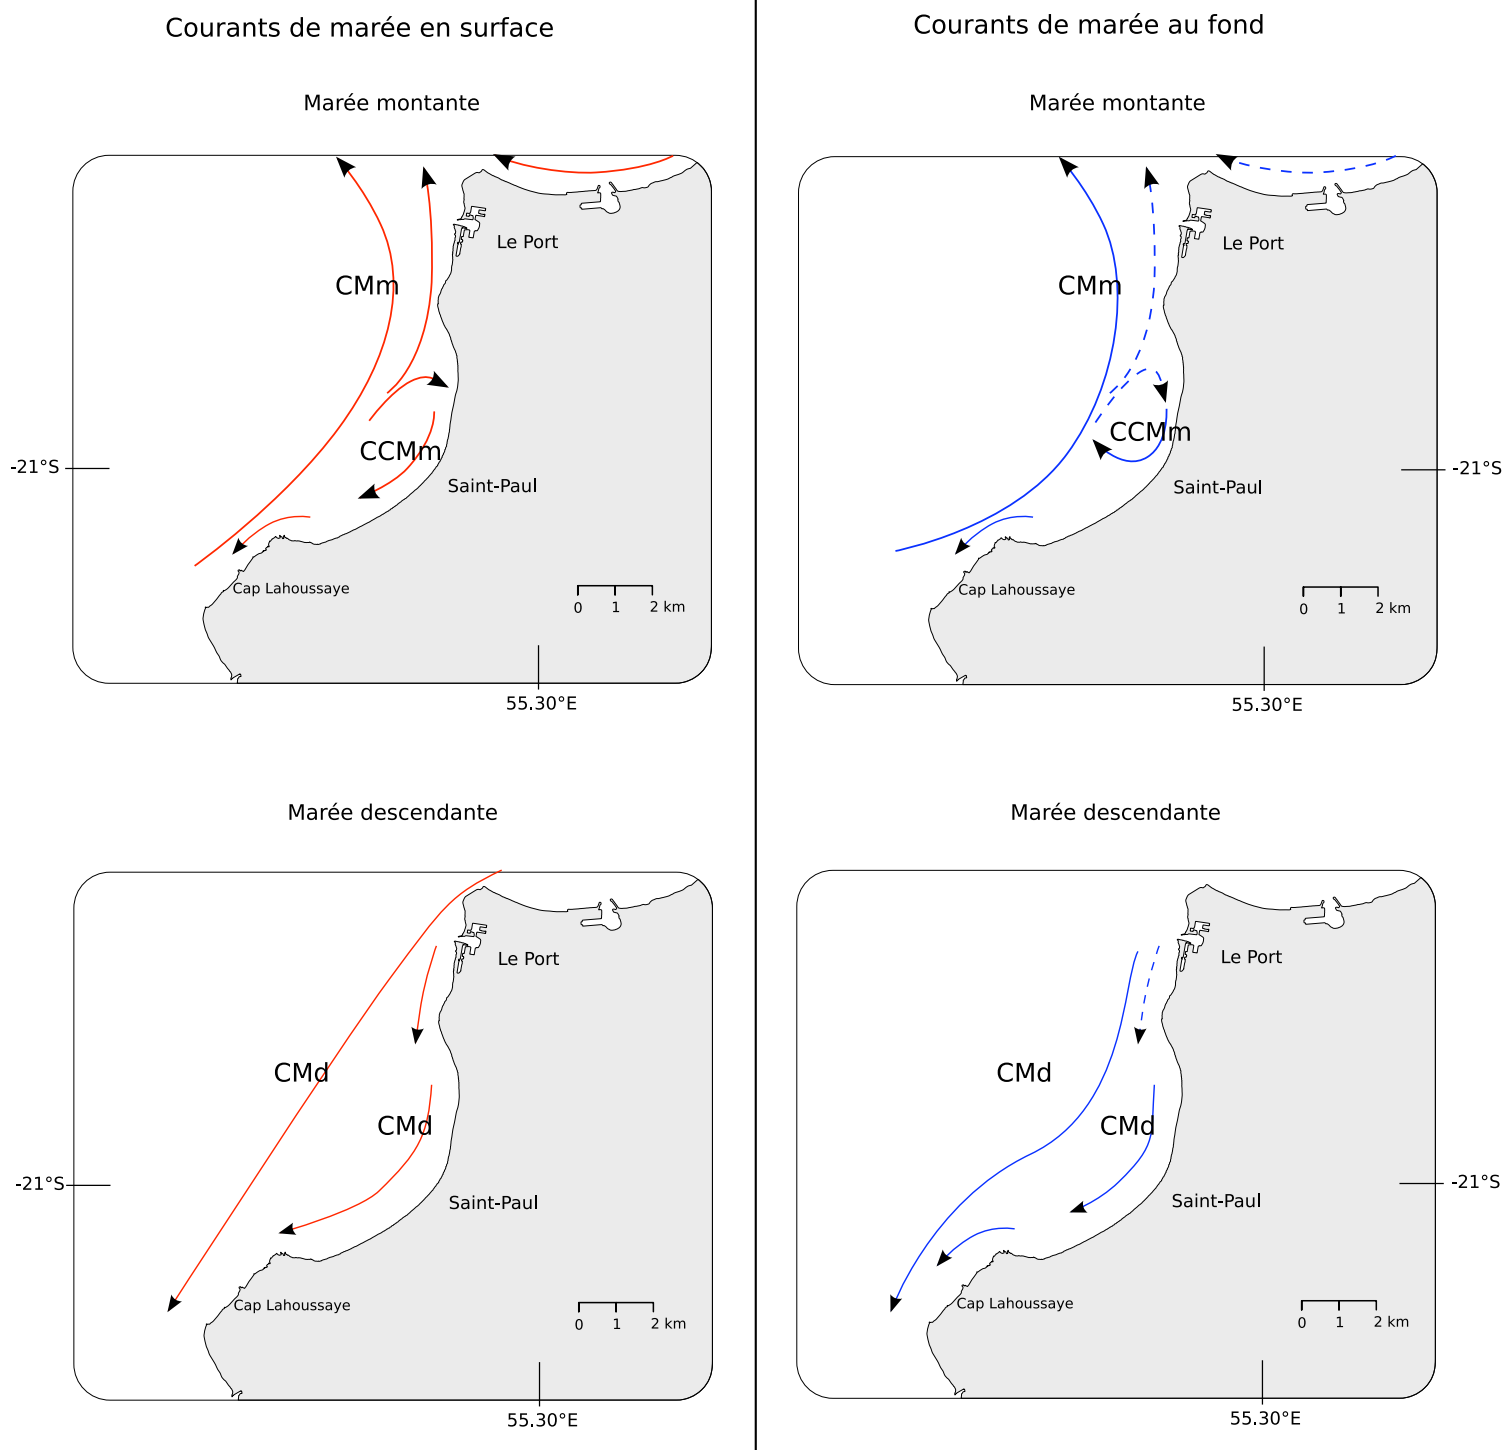 Courants de marée en surface
Marée montante
CMm
Le Port
CCMm
-21°S
Saint-Paul
Cap Lahoussaye
0 1 2 km
55.30°E
Marée descendante
Le Port
CMd
CMd
-21°S
Saint-Paul
Cap Lahoussaye
0 1 2 km
55.30°E
Courants de marée au fond
Marée montante
Le Port
CMm
CCMm
-21°S
Saint-Paul
Cap Lahoussaye
0 1 2 km
55.30°E
Marée descendante
Le Port
CMd
CMd
-21°S
Saint-Paul
Cap Lahoussaye
0 1 2 km
55.30°E